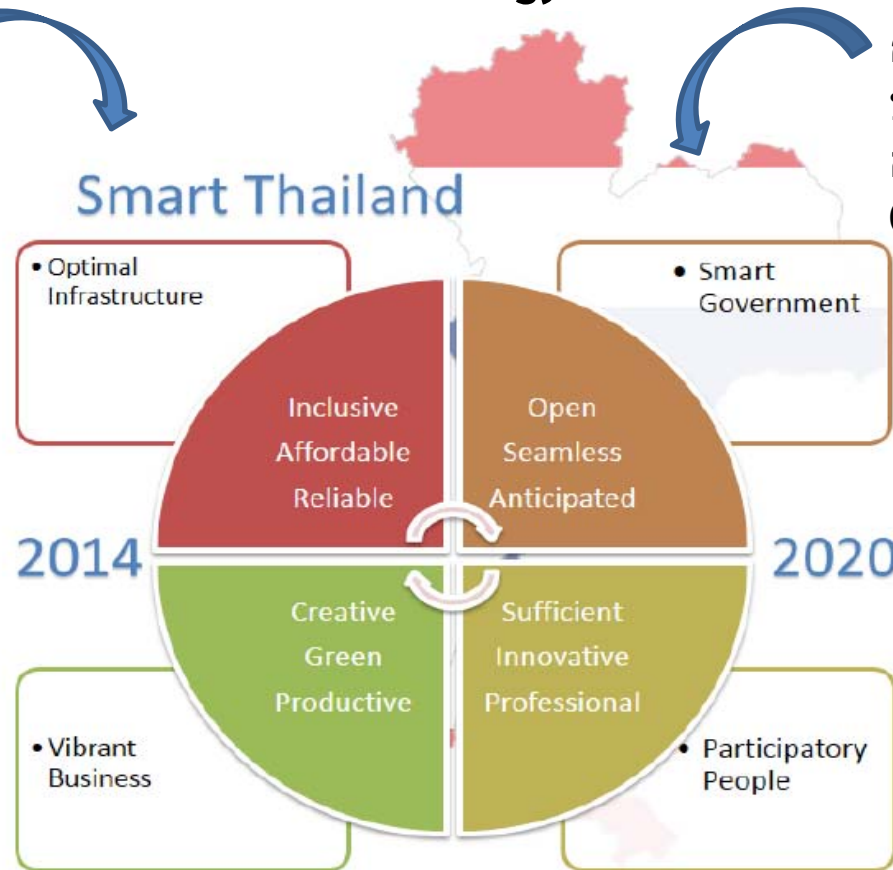 Smart Thailand
• Optimal
Infrastructure
• Smart
Government
Inclusive
Affordable
Reliable
Open
Seamless
Anticipated
2014
2020
Creative
Green
Productive
Sufficient
Innovative
Professional
• Vibrant
Business
• Participatory
People